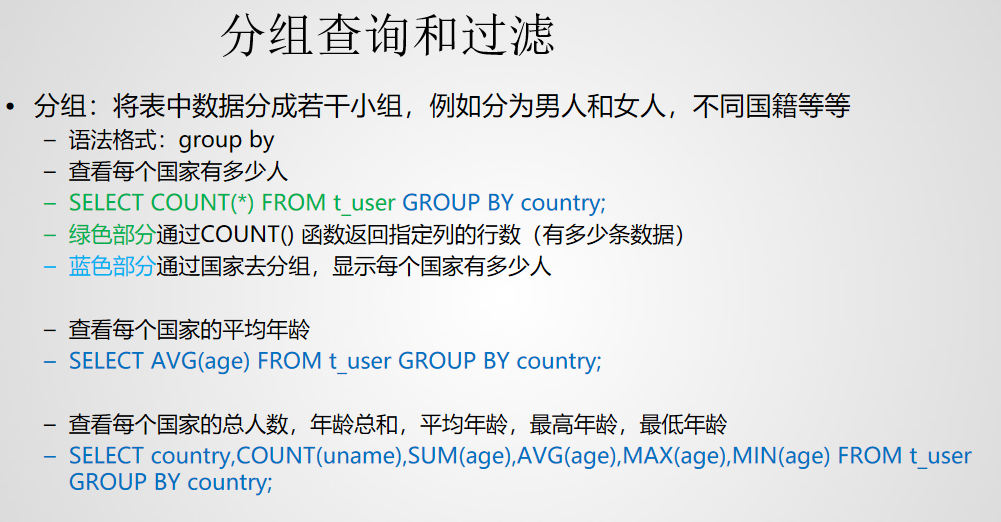 分组查询和过滤
• 分组：将表中数据分成若干小组，例如分为男人和女人，不同国籍等等
– 语法格式：group by
– 查看每个国家有多少人
– SELECT COUNT(*) FROM t_user GROUP BY country;
– 绿色部分通过COUNT() 函数返回指定列的行数（有多少条数据）
– 蓝色部分通过国家去分组，显示每个国家有多少人
– 查看每个国家的平均年龄
– SELECT AVG(age) FROM t_user GROUP BY country;
– 查看每个国家的总人数，年龄总和，平均年龄，最高年龄，最低年龄
– SELECT country,COUNT(uname),SUM(age),AVG(age),MAX(age),MIN(age) FROM t_user
GROUP BY country;